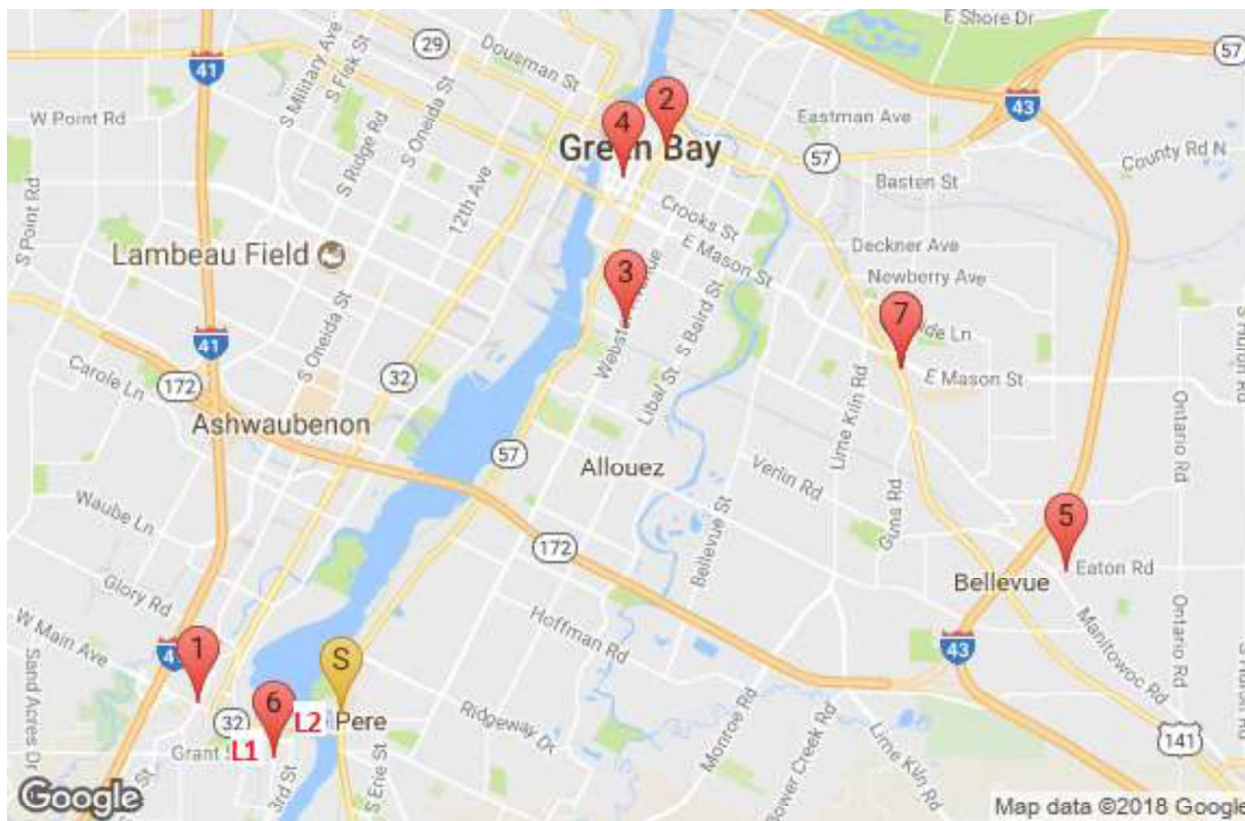 E Shore Dr
29
Dousman St
57
41
S Military Ave
S Fisk St
43
2
W Point Rd
S Ridge Rd
S Oneida St
4
Eastman Ave
Green Bay
57
County Rd N
Basten St
12th Ave
S Point Rd
Crooks St
E Mason St
Deckner Ave
Lambeau Field
3
Newberry Ave
7
Webster
S Baird St
41
S Oneida St
E Mason St
S Huron Rd
Carole Ln
172
32
Libal St
Lime Kiln Rd
Ontario Rd
Ashwaubenon
57
Allouez
Verlin Rd
Waube Ln
Guns Rd
5
172
Bellevue St
Eaton Rd
Bellevue
Glory Rd
Hoffman Rd
W Main Ave
1
43
Manitowoc Rd
Ontario Rd
S
Sand Acres Dr
6
32
L2
Pere
Ridgeway Dr
Monroe Rd
141
Grant
L1
3rd St
S Erie St
Bower Creek Rd
Lime Kiln Rd
Google
Map data ©2018 Google